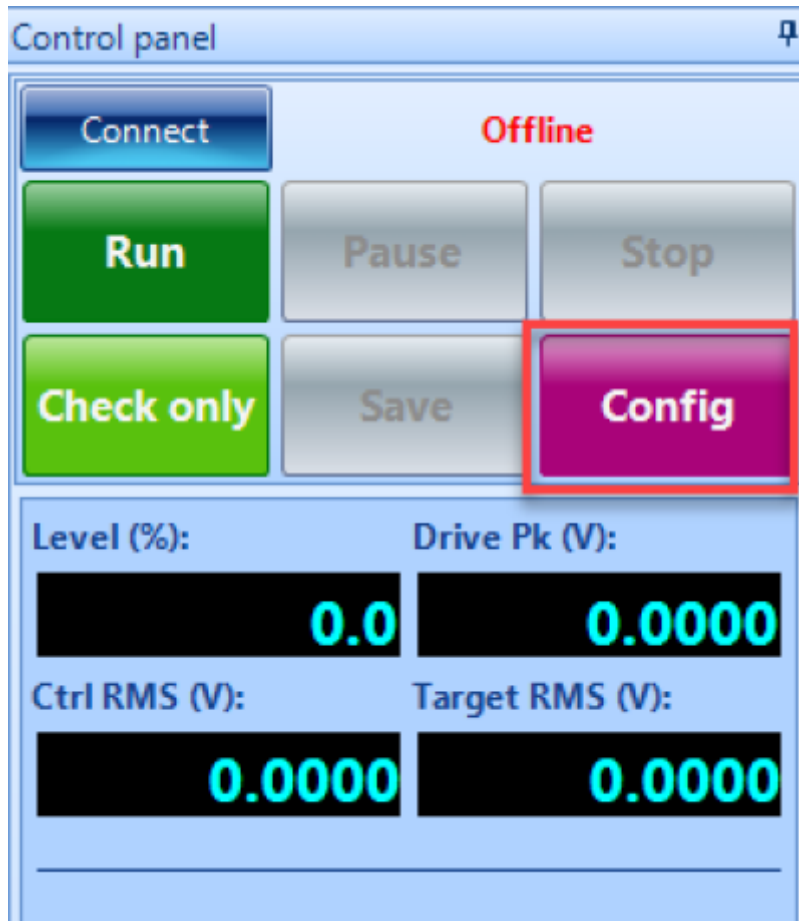 Control panel
Connect Offline
Run Pause Stop
Check only Save Config
Level (%): Drive Pk (V):
0.0 0.0000
Ctrl RMS (V): Target RMS (V):
0.0000 0.0000